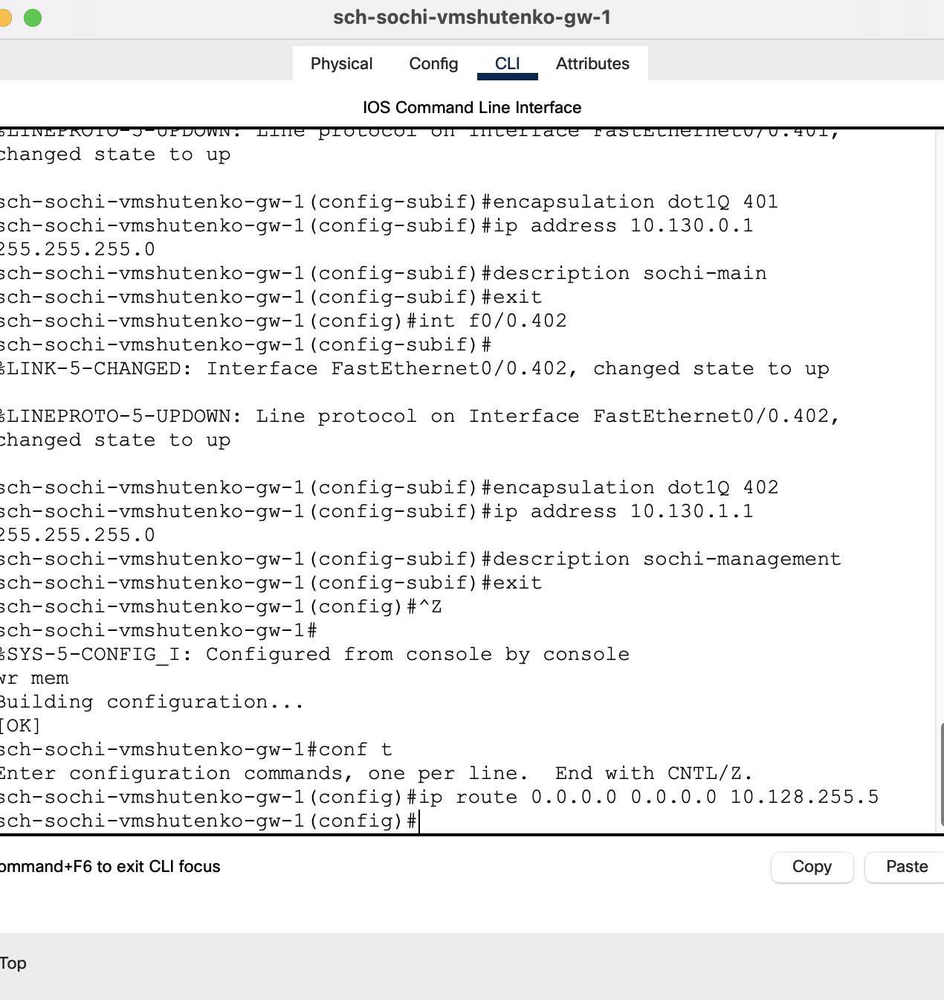 sch-sochi-vmshutenko-gw-1
Physical
Config
CLI
Attributes
IOS Command Line Interface
%LINEPROTO-5-UPDOWN: Line protocol on Interface FastEthernet0/0.401,
changed state to up
sch-sochi-vmshutenko-gw-1(config-subif)#encapsulation dot1Q 401
sch-sochi-vmshutenko-gw-1(config-subif)#ip address 10.130.0.1
255.255.255.0
sch-sochi-vmshutenko-gw-1(config-subif)#description sochi-main
sch-sochi-vmshutenko-gw-1(config-subif)#exit
sch-sochi-vmshutenko-gw-1(config)#int f0/0.402
sch-sochi-vmshutenko-gw-1(config-subif)#
%LINK-5-CHANGED: Interface FastEthernet0/0.402, changed state to up
%LINEPROTO-5-UPDOWN: Line protocol on Interface FastEthernet0/0.402,
changed state to up
sch-sochi-vmshutenko-gw-1(config-subif)#encapsulation dot1Q 402
sch-sochi-vmshutenko-gw-1(config-subif)#ip address 10.130.1.1
255.255.255.0
sch-sochi-vmshutenko-gw-1(config-subif)#description sochi-management
sch-sochi-vmshutenko-gw-1(config-subif)#exit
sch-sochi-vmshutenko-gw-1(config)#^Z
sch-sochi-vmshutenko-gw-1#
%SYS-5-CONFIG_I: Configured from console by console
wr mem
Building configuration...
[OK]
sch-sochi-vmshutenko-gw-1#conf t
Enter configuration commands, one per line.  End with CNTL/Z.
sch-sochi-vmshutenko-gw-1(config)#ip route 0.0.0.0 0.0.0.0 10.128.255.5
sch-sochi-vmshutenko-gw-1(config)#
ommand+F6 to exit CLI focus
Copy
Paste
Top